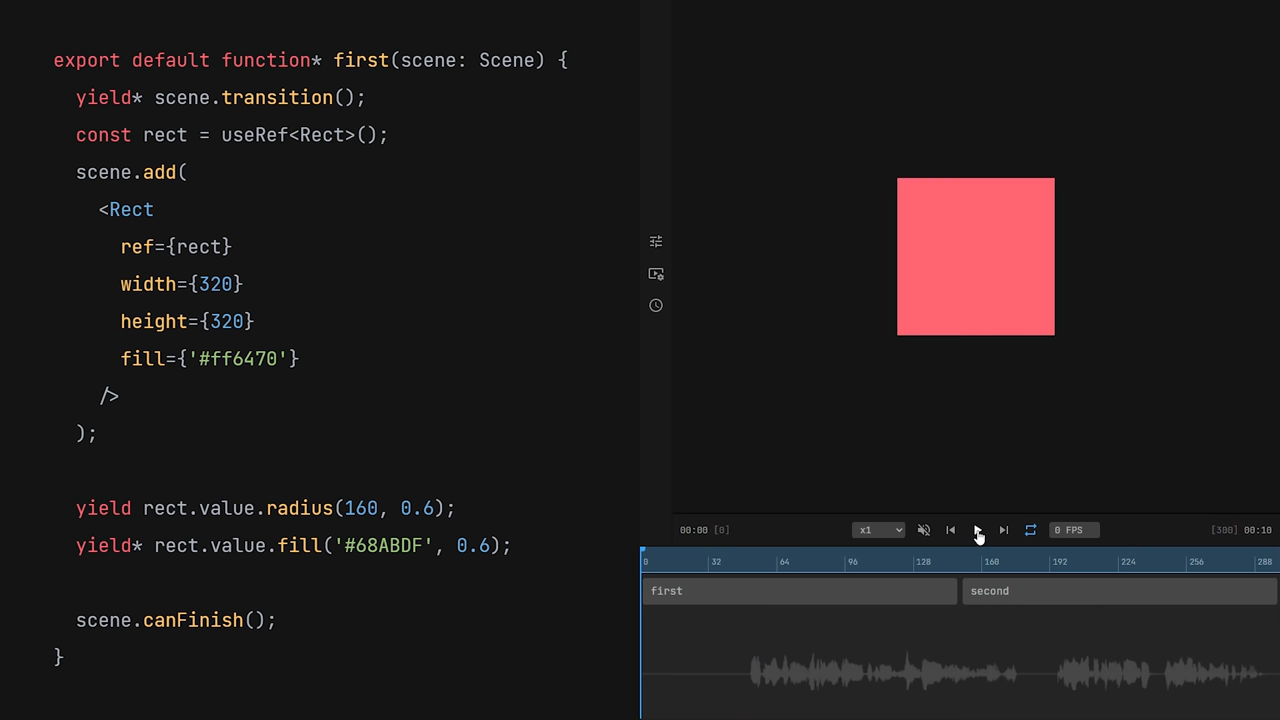 export default function* first(scene: Scene) {
yield* scene.transition();
const rect = useRef<Rect>();
scene.add(
<Rect
ref={rect}
width={320}
height={320}
fill={'#ff6470'}
/>
);
yield rect.value.radius(160, 0.6);
yield* rect.value.fill('#68ABDF', 0.6);
scene.canFinish();
}
00:00 [0] x1 0 FPS [300] 00:10
0 32 64 96 128 160 192 224 256 288
first second